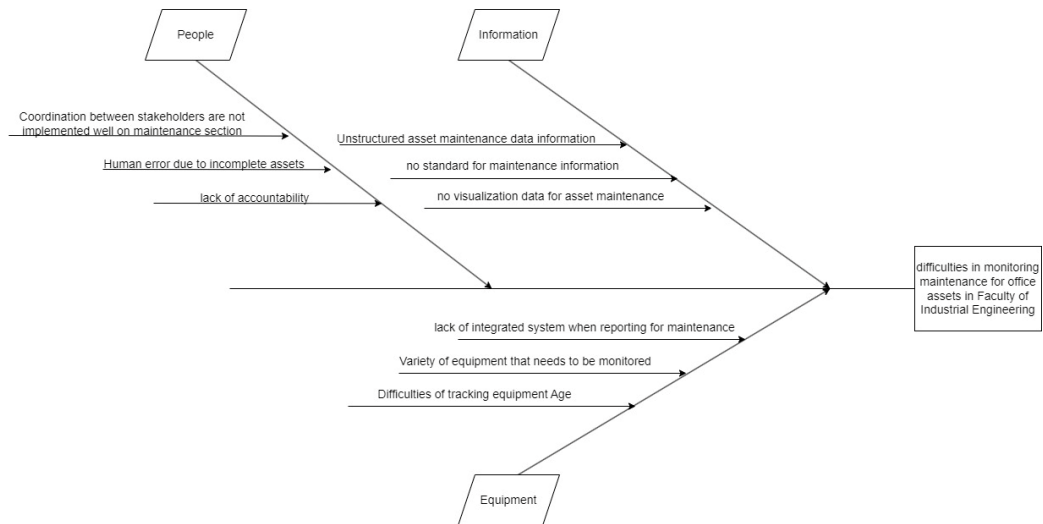 People
Information
Coordination between stakeholders are not
implemented well on maintenance section
Human error due to incomplete assets
lack of accountability
Unstructured asset maintenance data information
no standard for maintenance information
no visualization data for asset maintenance
difficulties in monitoring
maintenance for office
assets in Faculty of
Industrial Engineering
lack of integrated system when reporting for maintenance
Variety of equipment that needs to be monitored
Difficulties of tracking equipment Age
Equipment